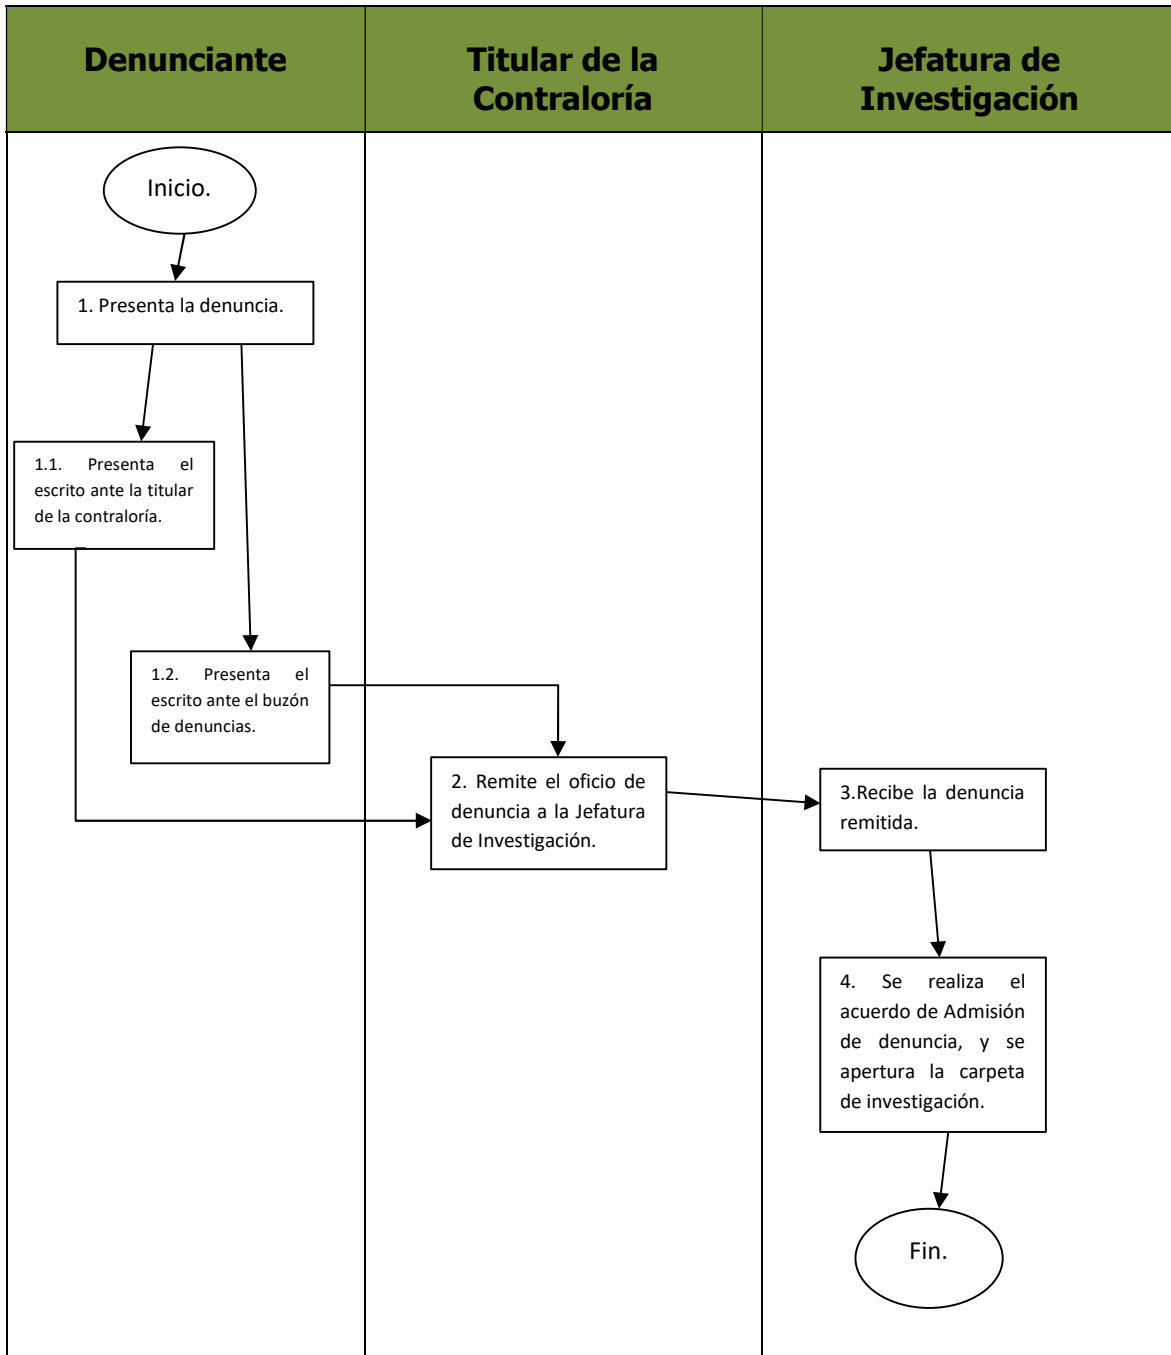 Denunciante
Titular de la
Contraloría
Jefatura de
Investigación
Inicio.
1. Presenta la denuncia.
1.1. Presenta el
escrito ante la titular
de la contraloría.
1.2. Presenta el
escrito ante el buzón
de denuncias.
2. Remite el oficio de
denuncia a la Jefatura
de Investigación.
3.Recibe la denuncia
remitida.
4. Se realiza el
acuerdo de Admisión
de denuncia, y se
apertura la carpeta
de investigación.
Fin.